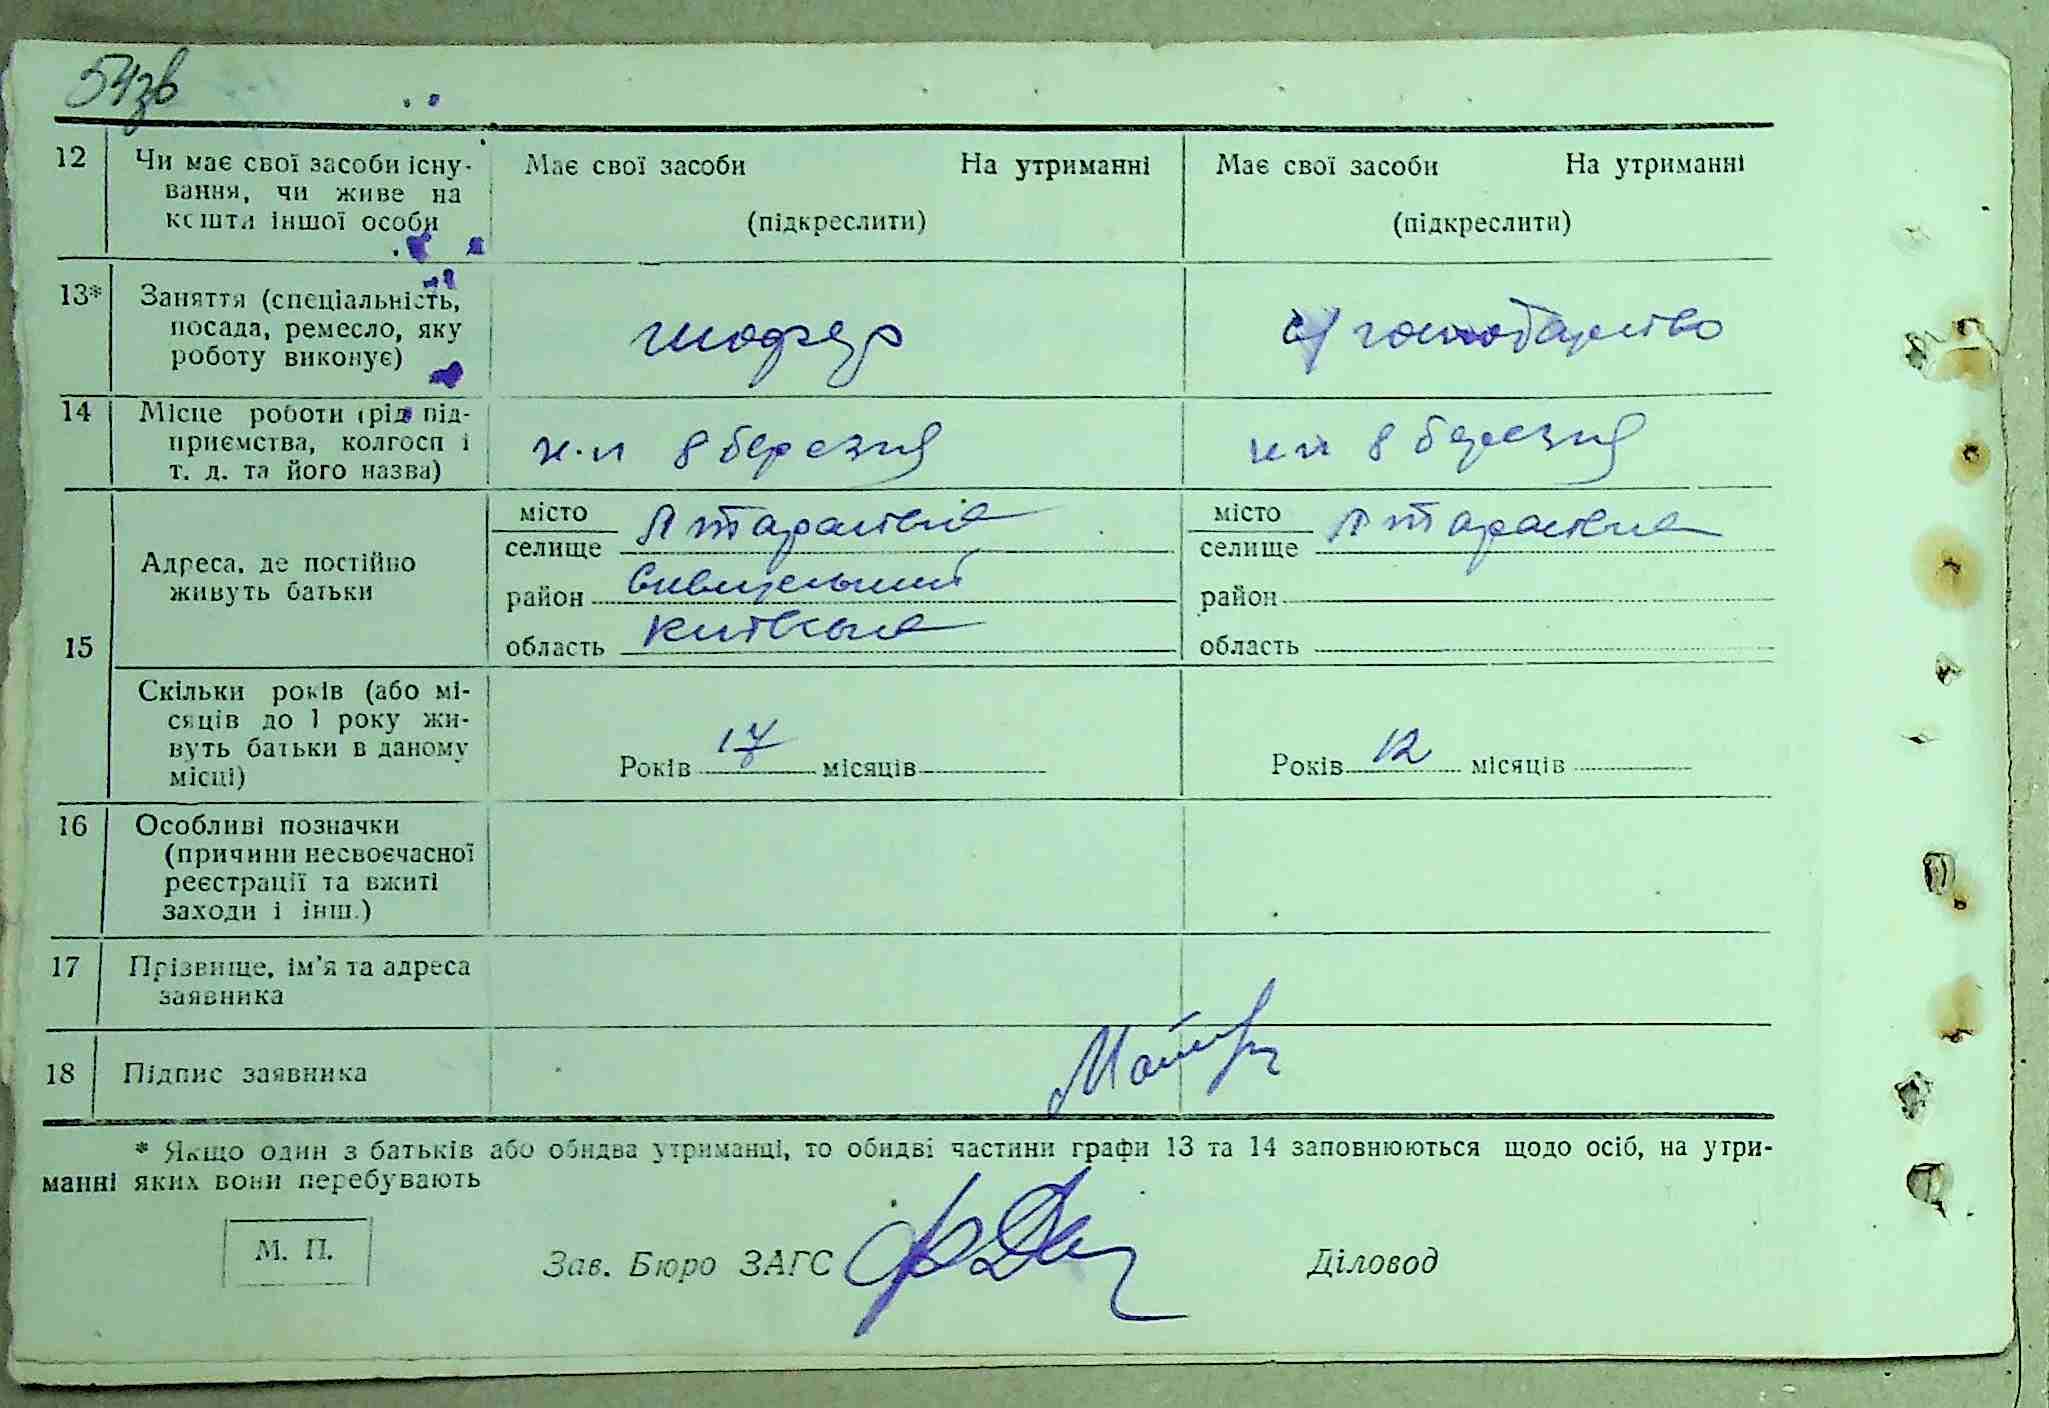 54зв
12 Чи має свої засоби існу- Має свої засоби На утриманні Має свої засоби На утриманні
вання, чи живе на
кошти іншої особи (підкреслити) (підкреслити)
13* Заняття (спеціальність,
посада, ремесло, яку шофер с/господарство
роботу виконує)
14 Місце роботи (рід під-
приємства, колгосп і к-п 8 березня к п 8 березня
т. д. та його назва)
15 Адреса, де постійно живуть батьки
місто
селище
район
область Київська
місто
селище
район
область
Скільки років (або мі-
сяців до 1 року жи-
вуть батьки в даному
місці) Років 17 місяців Років 12 місяців
16 Особливі позначки
(причини несвоєчасної
реєстрації та вжиті
заходи і інш.)
17 Прізвище, ім'я та адреса
заявника
18 Підпис заявника
* Якщо один з батьків або обидва утриманці, то обидві частини графи 13 та 14 заповнюються щодо осіб, на утри-
манні яких вони перебувають
М. П. Зав. Бюро ЗАГС Діловод